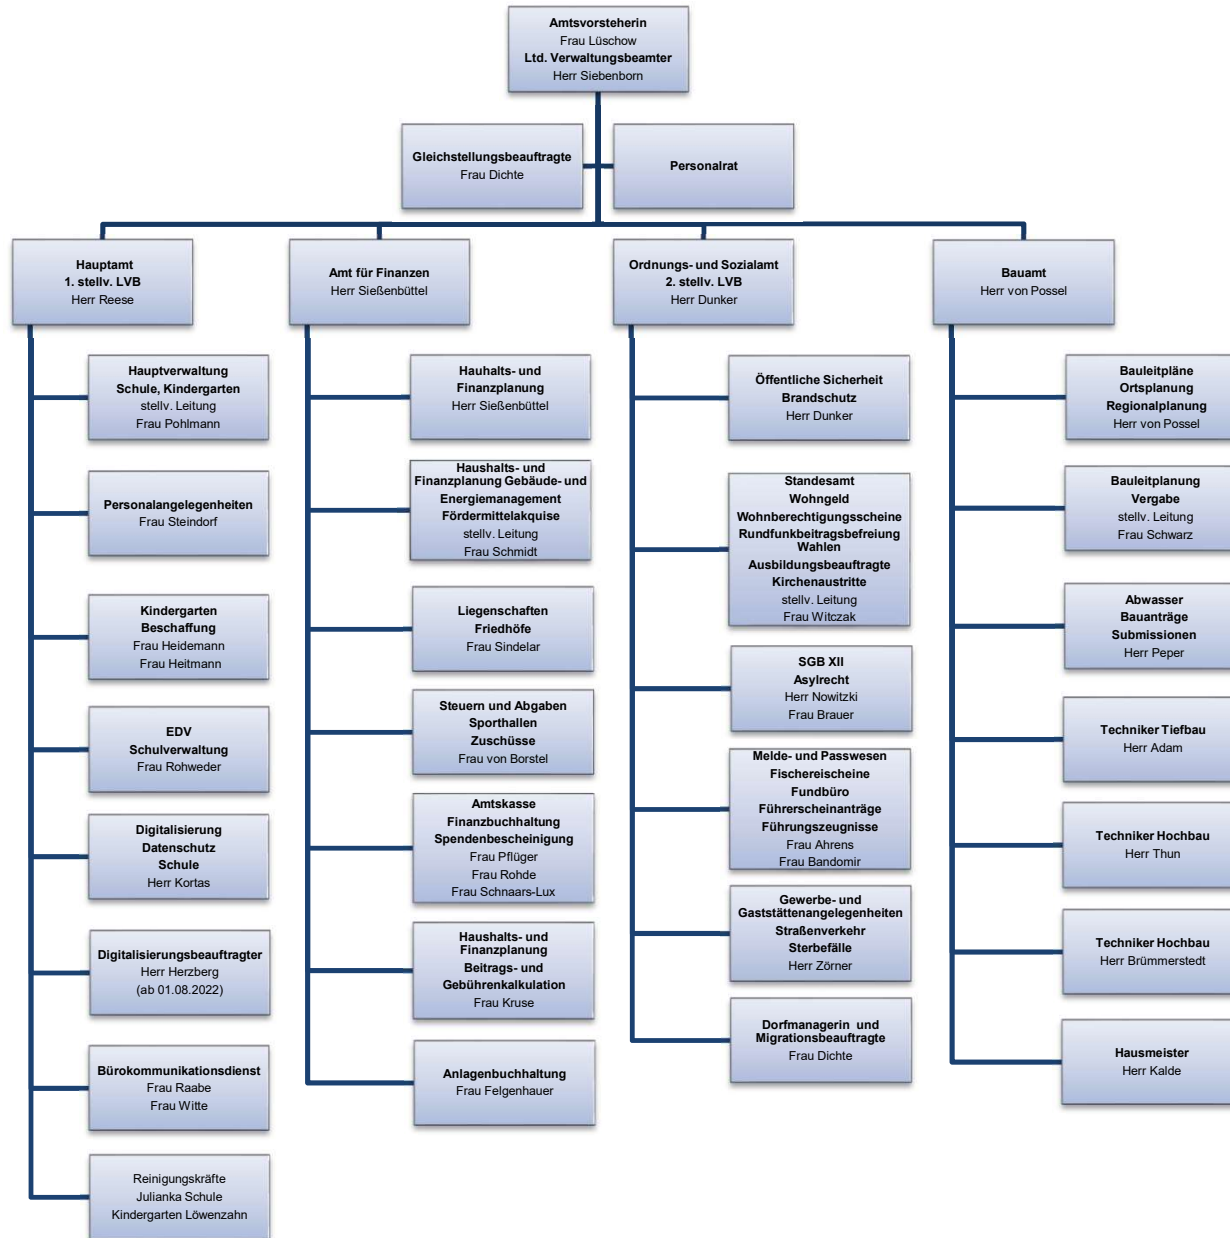 Amtsvorsteherin
Frau Lüschow
Ltd. Verwaltungsbeamter
Herr Siebenborn
Gleichstellungsbeauftragte
Frau Dichte
Personalrat
Hauptamt
1. stellv. LVB
Herr Reese
Amt für Finanzen
Herr Sießenbüttel
Ordnungs- und Sozialamt
2. stellv. LVB
Herr Dunker
Bauamt
Herr von Possel
Hauptverwaltung
Schule, Kindergarten
stellv. Leitung
Frau Pohlmann
Personalangelegenheiten
Frau Steindorf
Kindergarten
Beschaffung
Frau Heidemann
Frau Heitmann
EDV
Schulverwaltung
Frau Rohweder
Digitalisierung
Datenschutz
Schule
Herr Kortas
Digitalisierungsbeauftragter
Herr Herzberg
(ab 01.08.2022)
Bürokommunikationsdienst
Frau Raabe
Frau Witte
Reinigungskräfte
Julianka Schule
Kindergarten Löwenzahn
Hauhalts- und
Finanzplanung
Herr Sießenbüttel
Haushalts- und
Finanzplanung Gebäude- und
Energiemanagement
Fördermittelakquise
stellv. Leitung
Frau Schmidt
Liegenschaften
Friedhöfe
Frau Sindelar
Steuern und Abgaben
Sporthallen
Zuschüsse
Frau von Borstel
Amtskasse
Finanzbuchhaltung
Spendenbescheinigung
Frau Pflüger
Frau Rohde
Frau Schnaars-Lux
Haushalts- und
Finanzplanung
Beitrags- und
Gebührenkalkulation
Frau Kruse
Anlagenbuchhaltung
Frau Felgenhauer
Öffentliche Sicherheit
Brandschutz
Herr Dunker
Standesamt
Wohngeld
Wohnberechtigungsscheine
Rundfunkbeitragsbefreiung
Wahlen
Ausbildungsbeauftragte
Kirchenaustritte
stellv. Leitung
Frau Witczak
SGB XII
Asylrecht
Herr Nowitzki
Frau Brauer
Melde- und Passwesen
Fischereischeine
Fundbüro
Führerscheinanträge
Führungszeugnisse
Frau Ahrens
Frau Bandomir
Gewerbe- und
Gaststättenangelegenheiten
Straßenverkehr
Sterbefälle
Herr Zörner
Dorfmanagerin und
Migrationsbeauftragte
Frau Dichte
Bauleitpläne
Ortsplanung
Regionalplanung
Herr von Possel
Bauleitplanung
Vergabe
stellv. Leitung
Frau Schwarz
Abwasser
Bauanträge
Submissionen
Herr Peper
Techniker Tiefbau
Herr Adam
Techniker Hochbau
Herr Thun
Techniker Hochbau
Herr Brümmerstedt
Hausmeister
Herr Kalde